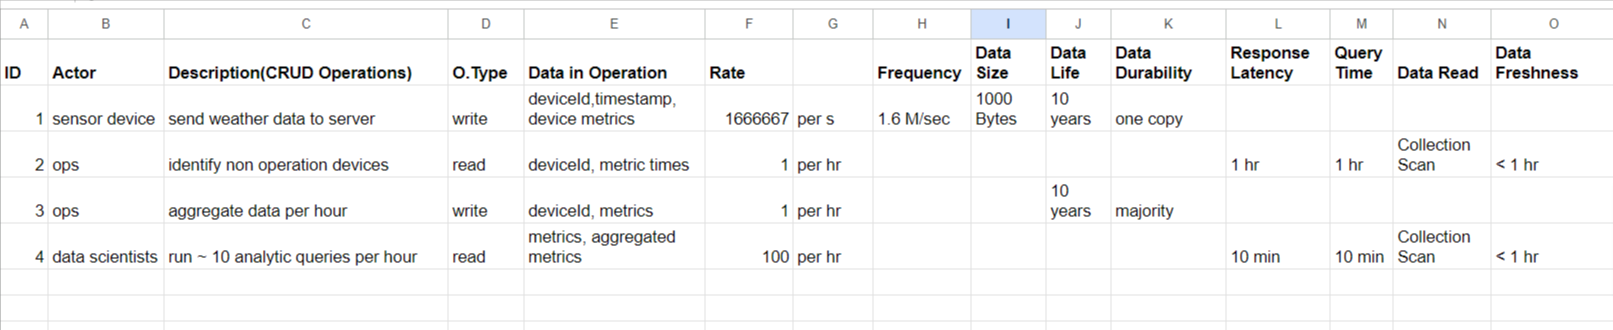 A B C D E F G H I J K L M N O
ID Actor Description(CRUD Operations) O.Type Data in Operation Rate Frequency Data Size Data Life Data Durability Response Latency Query Time Data Read Data Freshness
1 sensor device send weather data to server write deviceId,timestamp, device metrics 1666667 per s 1.6 M/sec 1000 Bytes 10 years one copy
2 ops identify non operation devices read deviceId, metric times 1 per hr 1 hr 1 hr Collection Scan < 1 hr
3 ops aggregate data per hour write deviceId, metrics 1 per hr 10 years majority
4 data scientists run ~ 10 analytic queries per hour read metrics, aggregated metrics 100 per hr 10 min 10 min Collection Scan < 1 hr